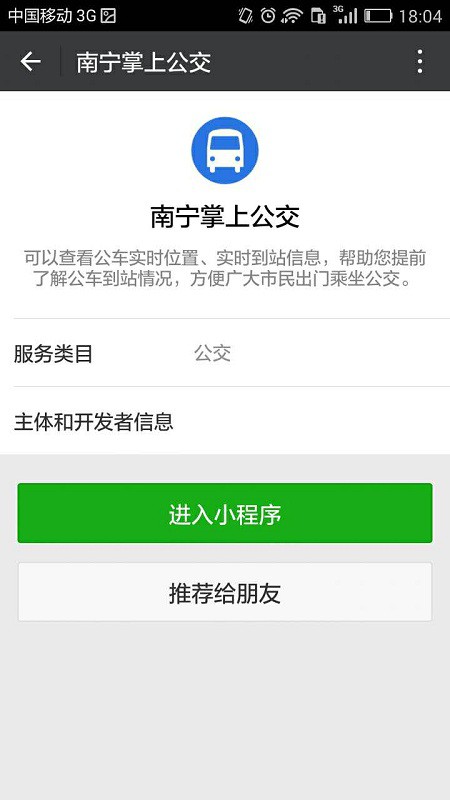 中国移动 3G
3G
18:04
南宁掌上公交
南宁掌上公交
可以查看公车实时位置、实时到站信息，帮助您提前
了解公车到站情况，方便广大市民出门乘坐公交。
服务类目 公交
主体和开发者信息
进入小程序
推荐给朋友